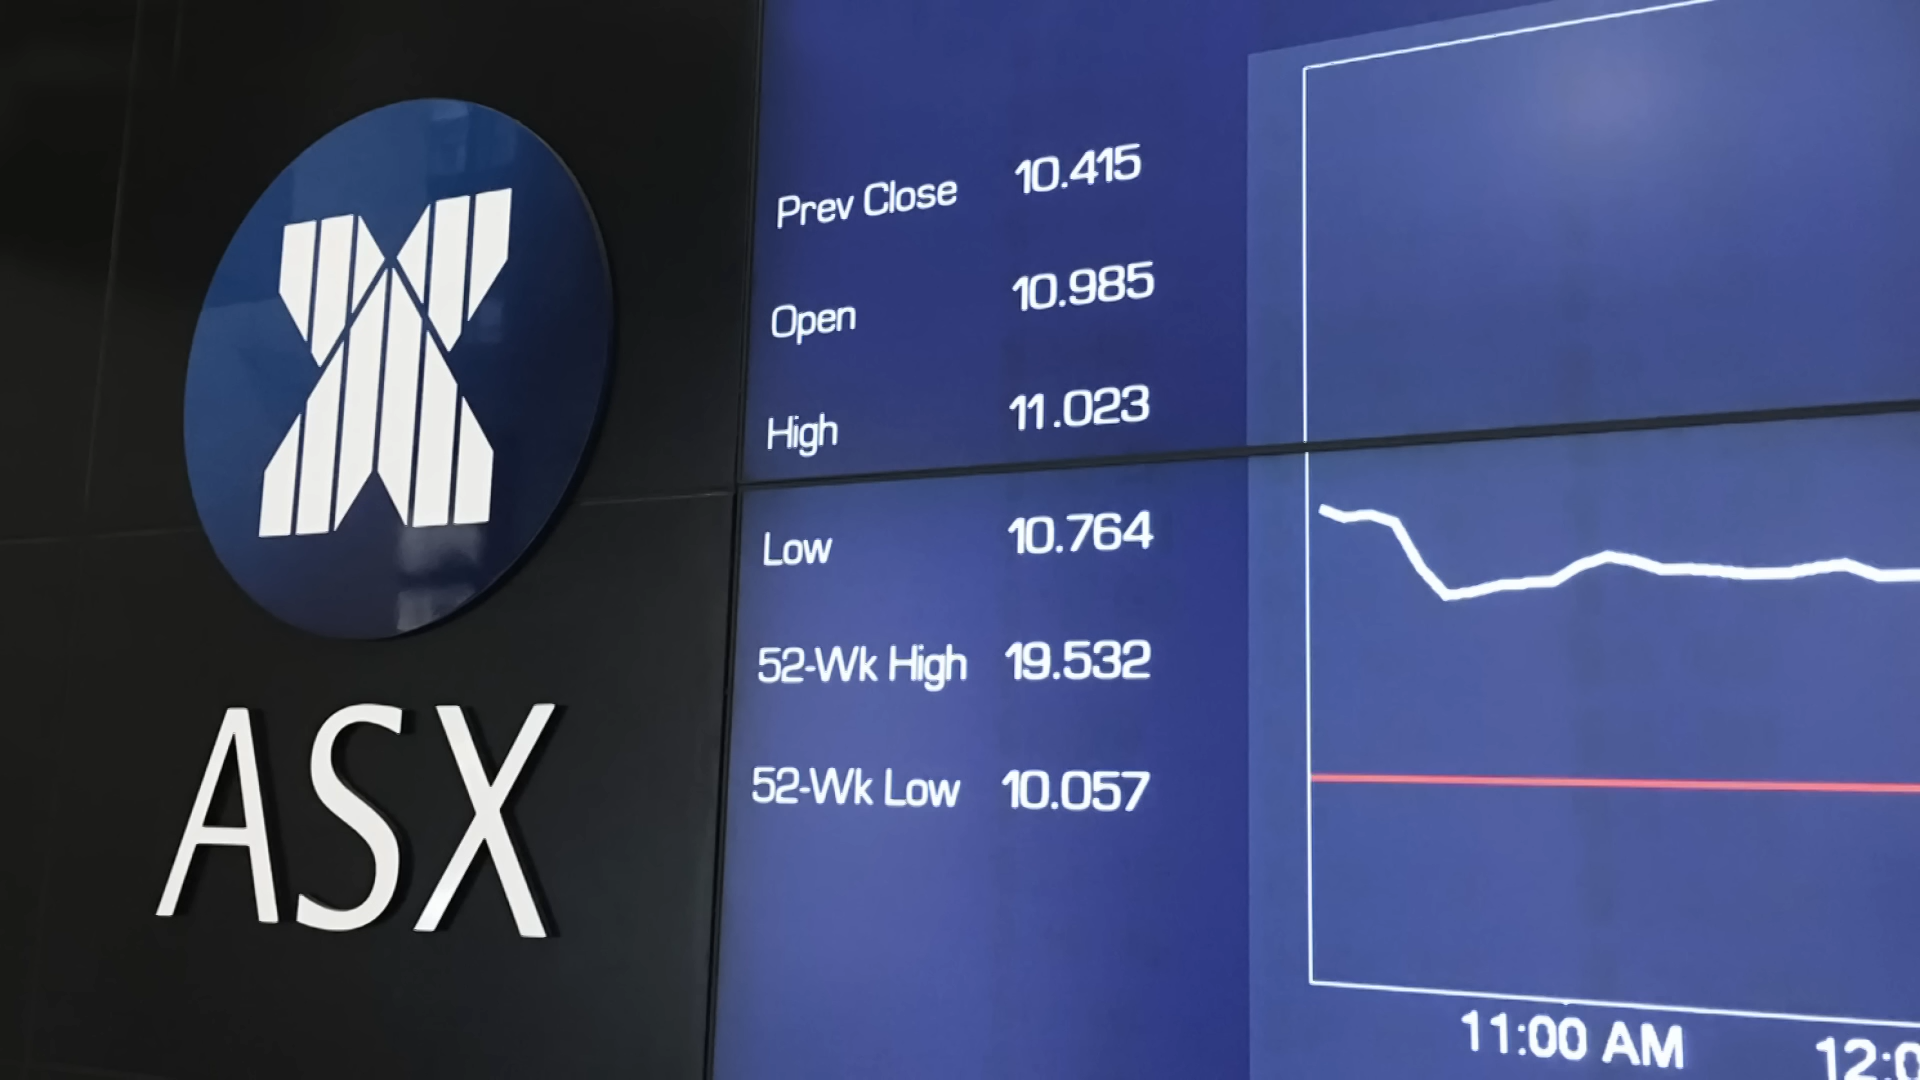 ASX
Prev Close 10.415
Open 10.985
High 11.023
Low 10.764
52-Wk High 19.532
52-Wk Low 10.057
11:00 AM